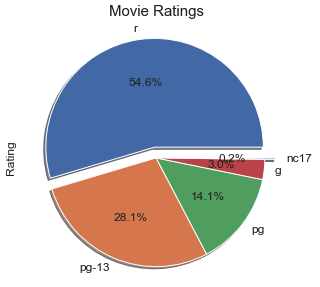 Movie Ratings
r
54.6%
Rating
0.2%
nc17
3.0%
g
14.1%
pg
28.1%
pg-13